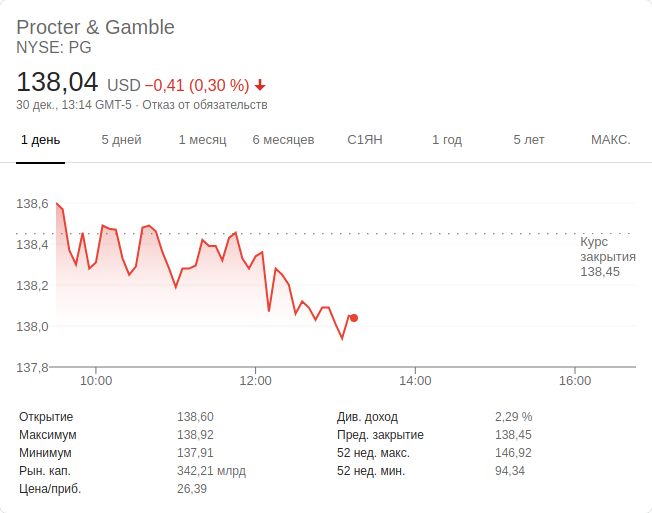 Procter & Gamble
NYSE: PG
138,04 USD −0,41 (0,30 %)
30 дек., 13:14 GMT-5 · Отказ от обязательств
1 день 5 дней 1 месяц 6 месяцев С1ЯН 1 год 5 лет МАКС.
138,6
138,4
138,2
138,0
137,8
Курс
закрытия
138,45
10:00 12:00 14:00 16:00
Открытие 138,60 Див. доход 2,29 %
Максимум 138,92 Пред. закрытие 138,45
Минимум 137,91 52 нед. макс. 146,92
Рын. кап. 342,21 млрд 52 нед. мин. 94,34
Цена/приб. 26,39